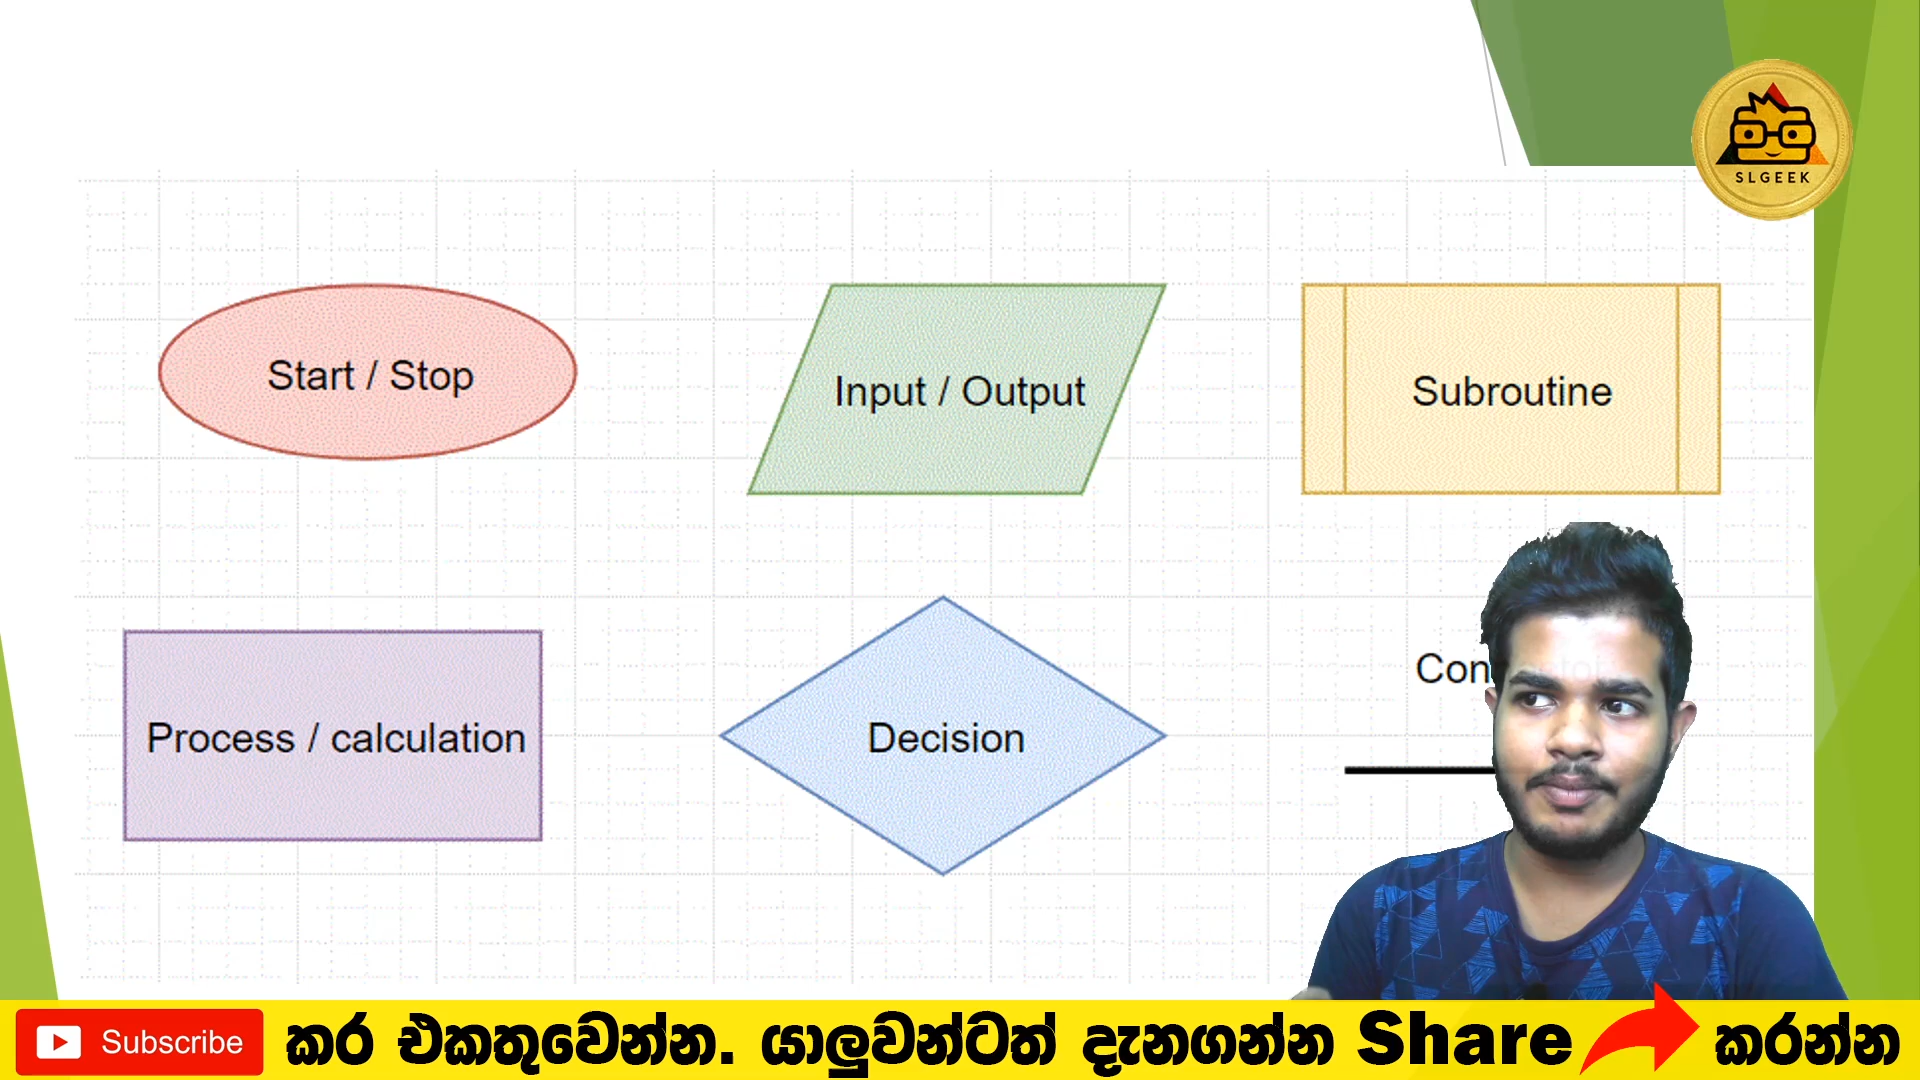 SLGEEK
Start / Stop
Input / Output
Subroutine
Process / calculation
Decision
Subscribe කර එකතුවෙන්න. යාලුවන්ටත් දැනගන්න Share කරන්න